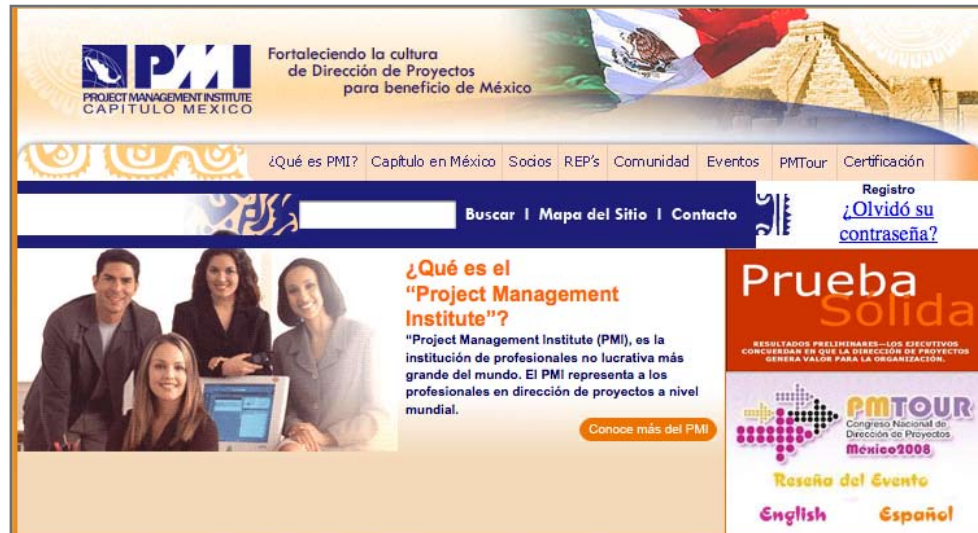 PMI
PROJECT MANAGEMENT INSTITUTE
CAPITULO MEXICO
Fortaleciendo la cultura
de Dirección de Proyectos
para beneficio de México
¿Qué es PMI? Capítulo en México Socios REP's Comunidad Eventos PMTour Certificación
Buscar | Mapa del Sitio | Contacto
Registro
¿Olvidó su
contraseña?
¿Qué es el
“Project Management
Institute”?
“Project Management Institute (PMI), es la
institución de profesionales no lucrativa más
grande del mundo. El PMI representa a los
profesionales en dirección de proyectos a nivel
mundial.
Conoce más del PMI
Prueba
Sólida
RESULTADOS PRELIMINARES—LOS EJECUTIVOS
CONCUERDAN EN QUE LA DIRECCIÓN DE PROYECTOS
GENERA VALOR PARA LA ORGANIZACIÓN.
PMTOUR
Congreso Nacional de
Dirección de Proyectos
México2008
Reseña del Evento
English Español